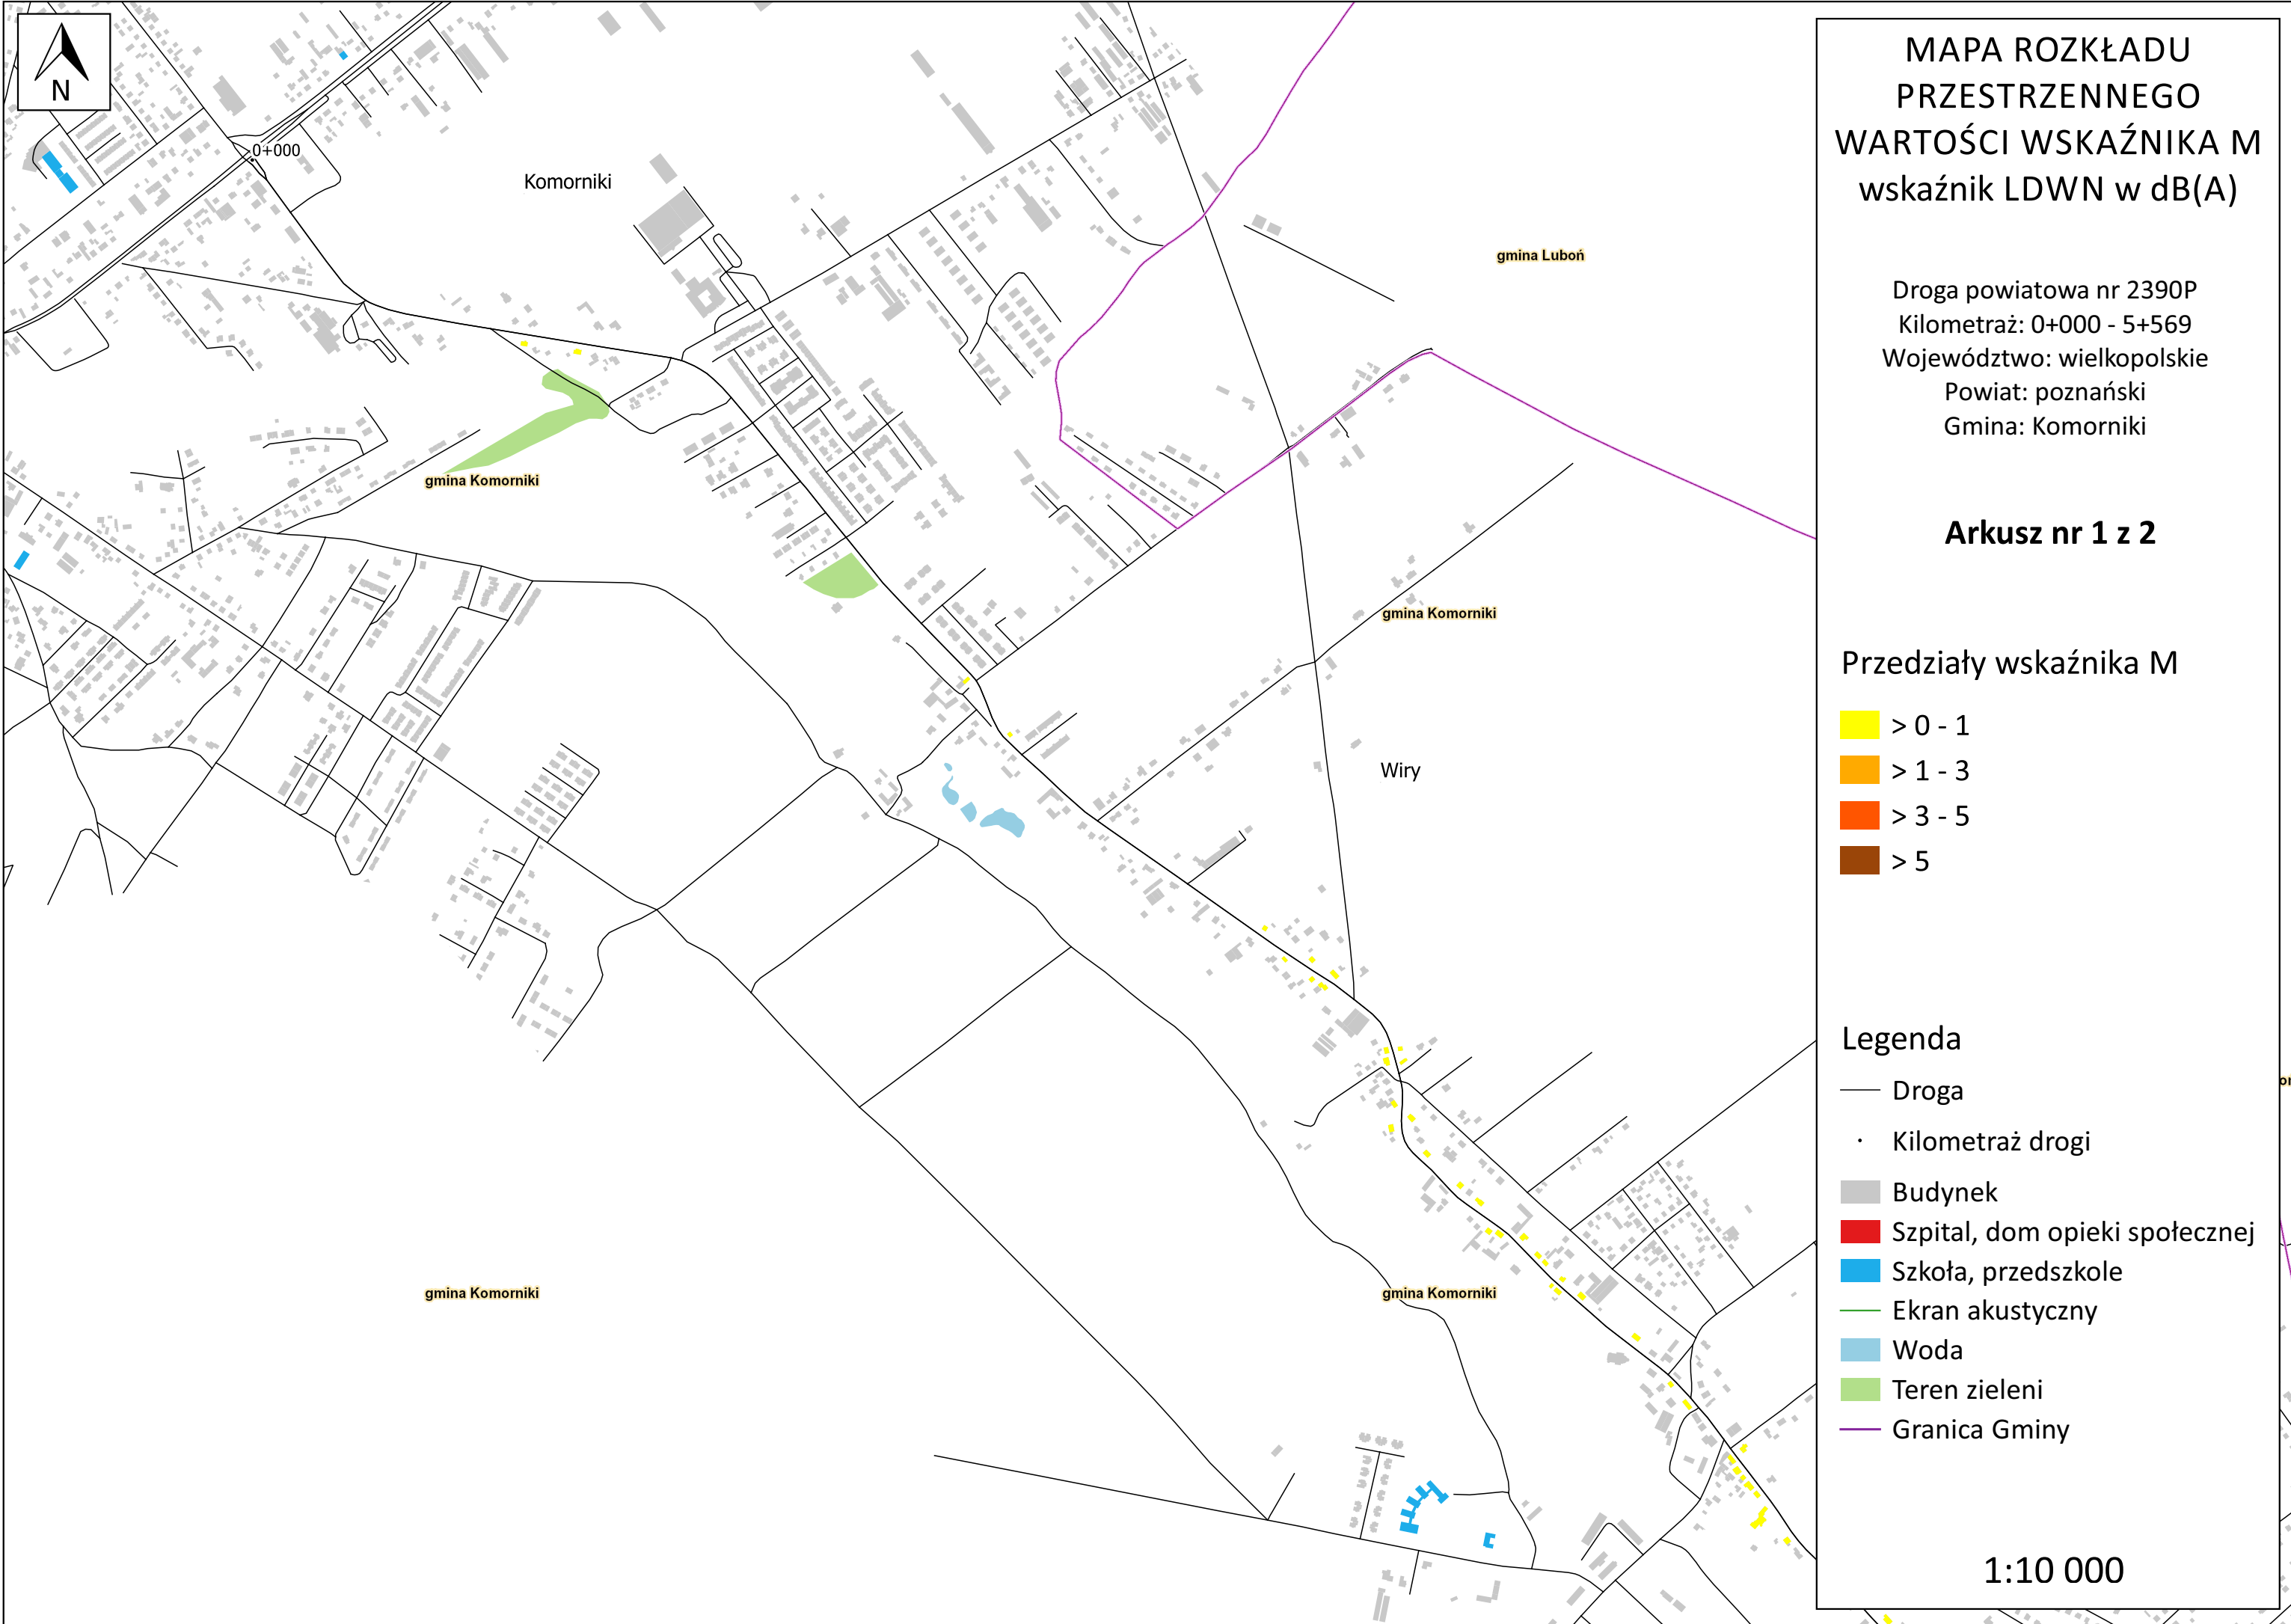 N
0+000
Komorniki
gmina Luboń
gmina Komorniki
gmina Komorniki
Wiry
gmina Komorniki
gmina Komorniki
MAPA ROZKŁADU
PRZESTRZENNEGO
WARTOŚCI WSKAŹNIKA M
wskaźnik LDWN w dB(A)
Droga powiatowa nr 2390P
Kilometraż: 0+000 - 5+569
Województwo: wielkopolskie
Powiat: poznański
Gmina: Komorniki
Arkusz nr 1 z 2
Przedziały wskaźnika M
> 0 - 1
> 1 - 3
> 3 - 5
> 5
Legenda
Droga
Kilometraż drogi
Budynek
Szpital, dom opieki społecznej
Szkoła, przedszkole
Ekran akustyczny
Woda
Teren zieleni
Granica Gminy
1:10 000